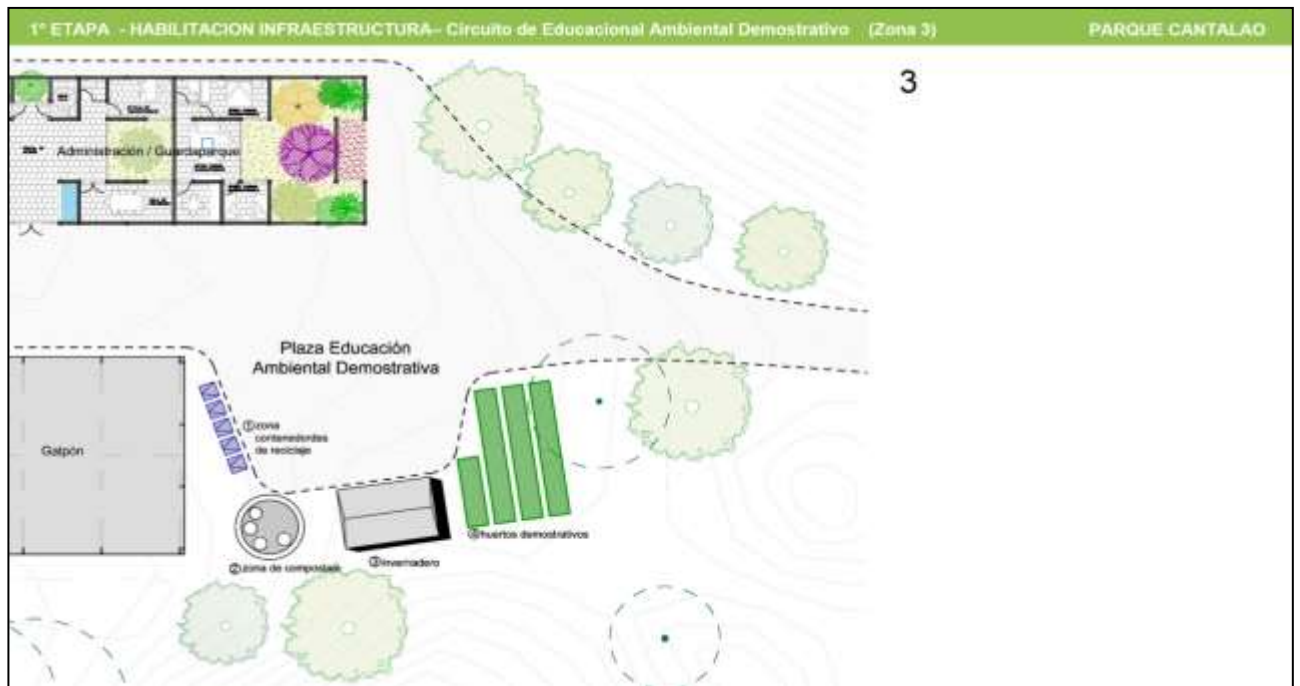 1° ETAPA - HABILITACION INFRAESTRUCTURA– Circuito de Educacional Ambiental Demostrativo (Zona 3) PARQUE CANTALAO
3
Administración / Guardaparque
Plaza Educación
Ambiental Demostrativa
Galpón
①zona
contenedores
de reciclaje
②zona de compostaje
③invernadero
④huertos demostrativos